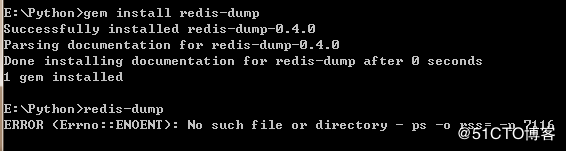 E:\Python>gem install redis-dump
Successfully installed redis-dump-0.4.0
Parsing documentation for redis-dump-0.4.0
Done installing documentation for redis-dump after 0 seconds
1 gem installed
E:\Python>redis-dump
ERROR (Errno::ENOENT): No such file or directory - ps -o rss= -p 7116
@51CTO博客